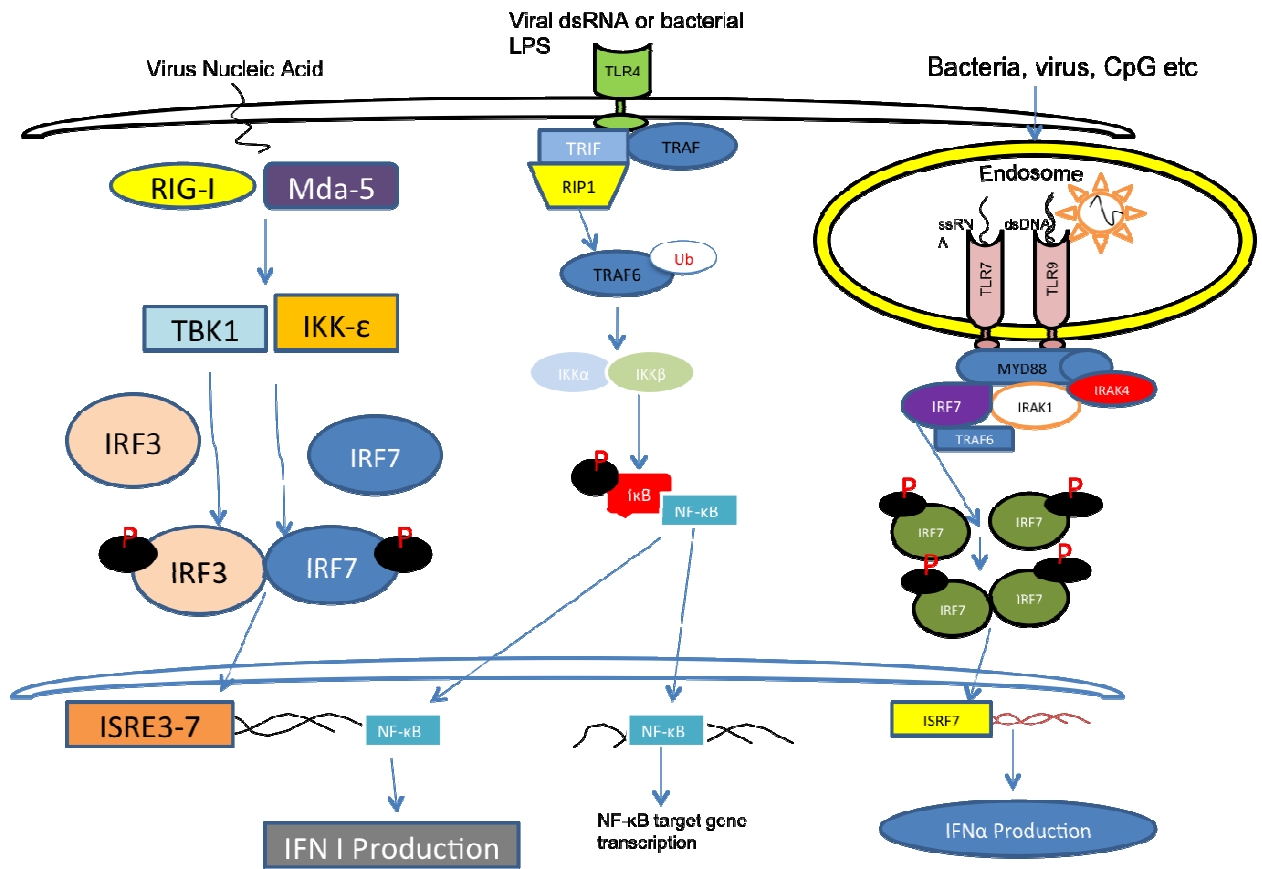 Viral dsRNA or bacterial
LPS
Virus Nucleic Acid
TLR4
Bacteria, virus, CpG etc
TRIF
TRAF
RIG-I
Mda-5
RIP1
Endosome
ssRN
A
dsDNA
TLR7
TLR9
TRAF6
Ub
TBK1
IKK-ε
IKKα
IKKβ
MYD88
IRAK4
IRF7
IRAK1
TRAF6
IRF3
IRF7
P
IκB
NF-κB
P
IRF3
IRF7
P
P
IRF7
IRF7
P
P
IRF7
IRF7
P
ISRE3-7
NF-κB
NF-κB
ISRF7
NF-κB target gene
transcription
IFN I Production
IFNα Production